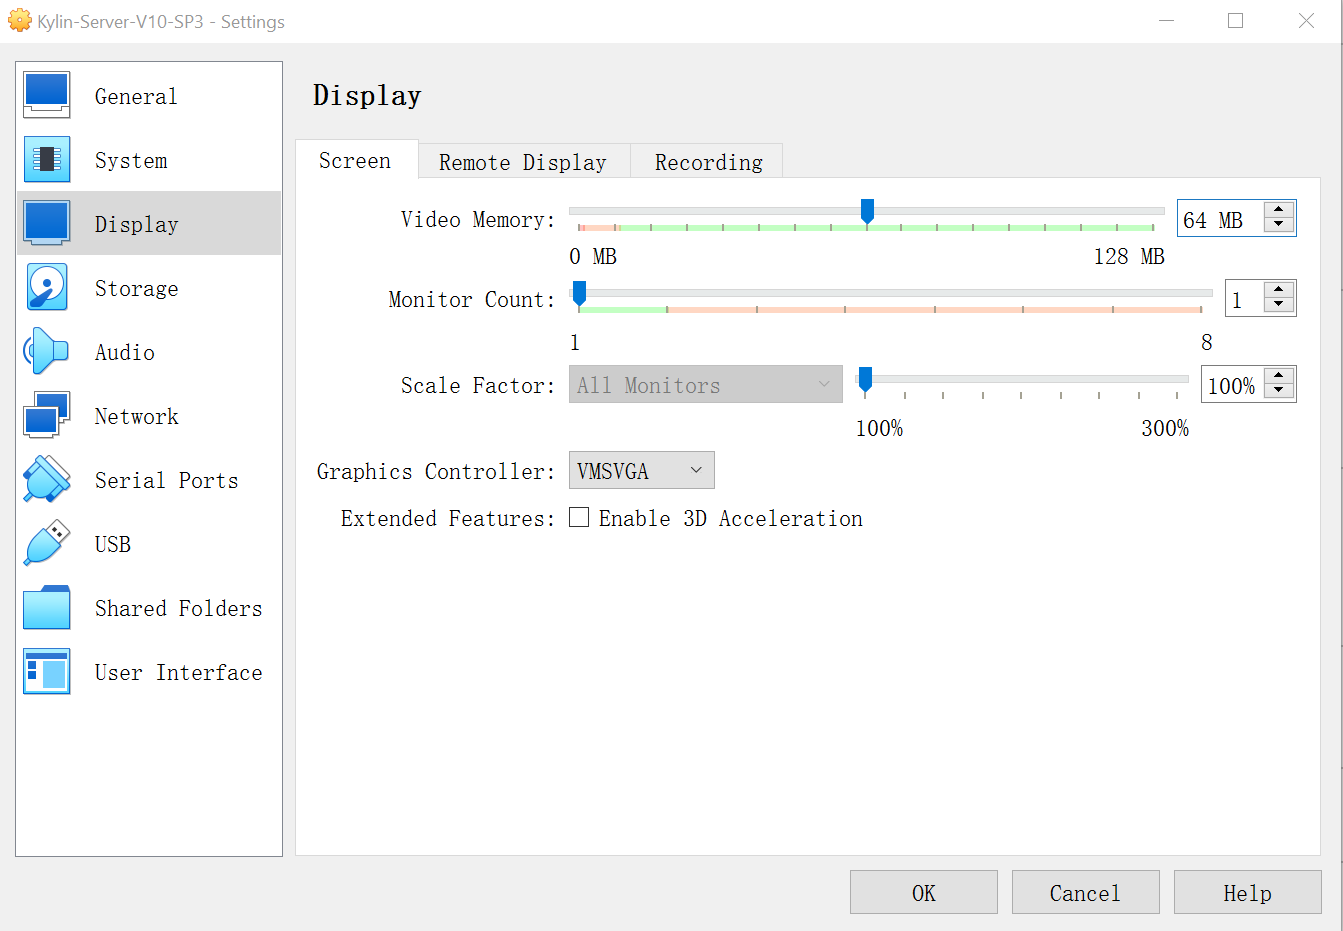 Kylin-Server-V10-SP3 - Settings
General
System
Display
Storage
Audio
Network
Serial Ports
USB
Shared Folders
User Interface
Display
Screen
Remote Display
Recording
Video Memory:
64 MB
0 MB
128 MB
Monitor Count:
1
1
8
Scale Factor:
All Monitors
100%
100%
300%
Graphics Controller:
VMSVGA
Extended Features:
Enable 3D Acceleration
OK
Cancel
Help